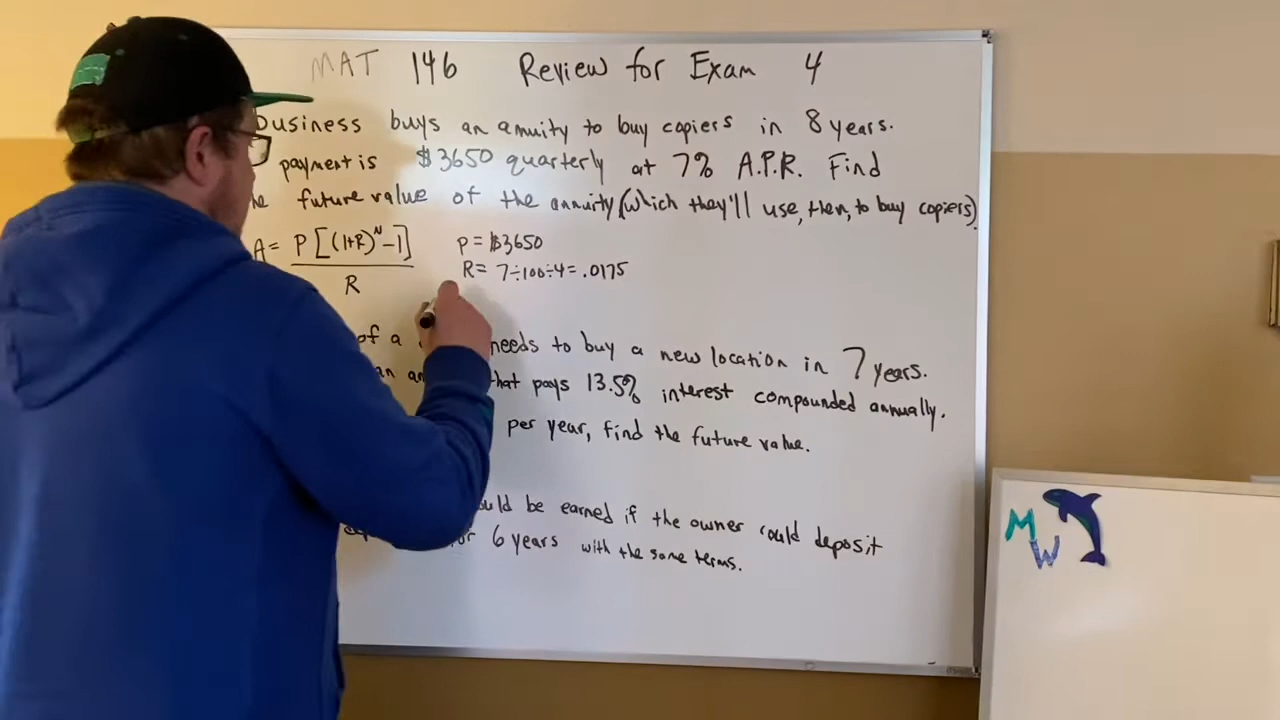 MAT 146 Review for Exam 4
business buys an annuity to buy copiers in 8 years.
payment is $3650 quarterly at 7% A.P.R. Find
future value of the annuity (which they'll use, then, to buy copiers).
A = P[(1+R)^N-1] P = $3650
R R = 7÷100÷4 = .0175
of a needs to buy a new location in 7 years.
an that pays 13.5% interest compounded annually.
per year, find the future value.
be earned if the owner could deposit
6 years with the same terms.
MW